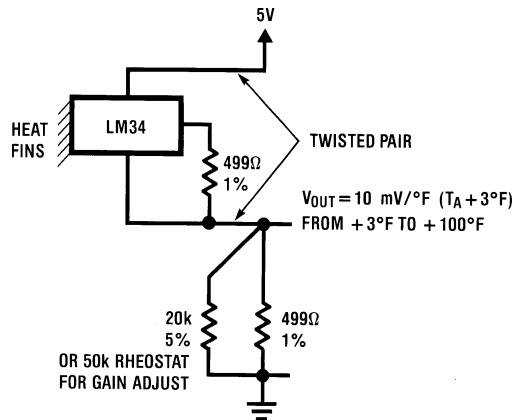 5V
LM34
HEAT
FINS
TWISTED PAIR
499Ω
1%
VOUT = 10 mV/°F (TA + 3°F)
FROM + 3°F TO + 100°F
20k
5%
499Ω
1%
OR 50k RHEOSTAT
FOR GAIN ADJUST